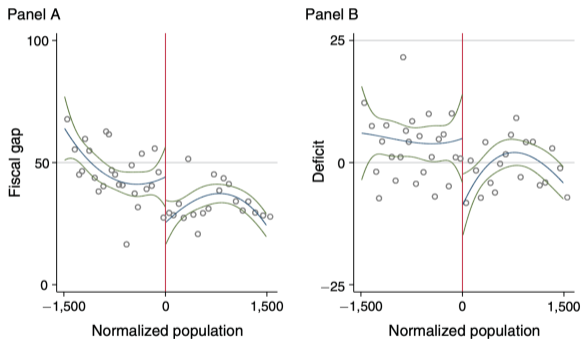 Panel A
100
50
0
Fiscal gap
−1,500
0
1,500
Normalized population
Panel B
25
0
−25
Deficit
−1,500
0
1,500
Normalized population